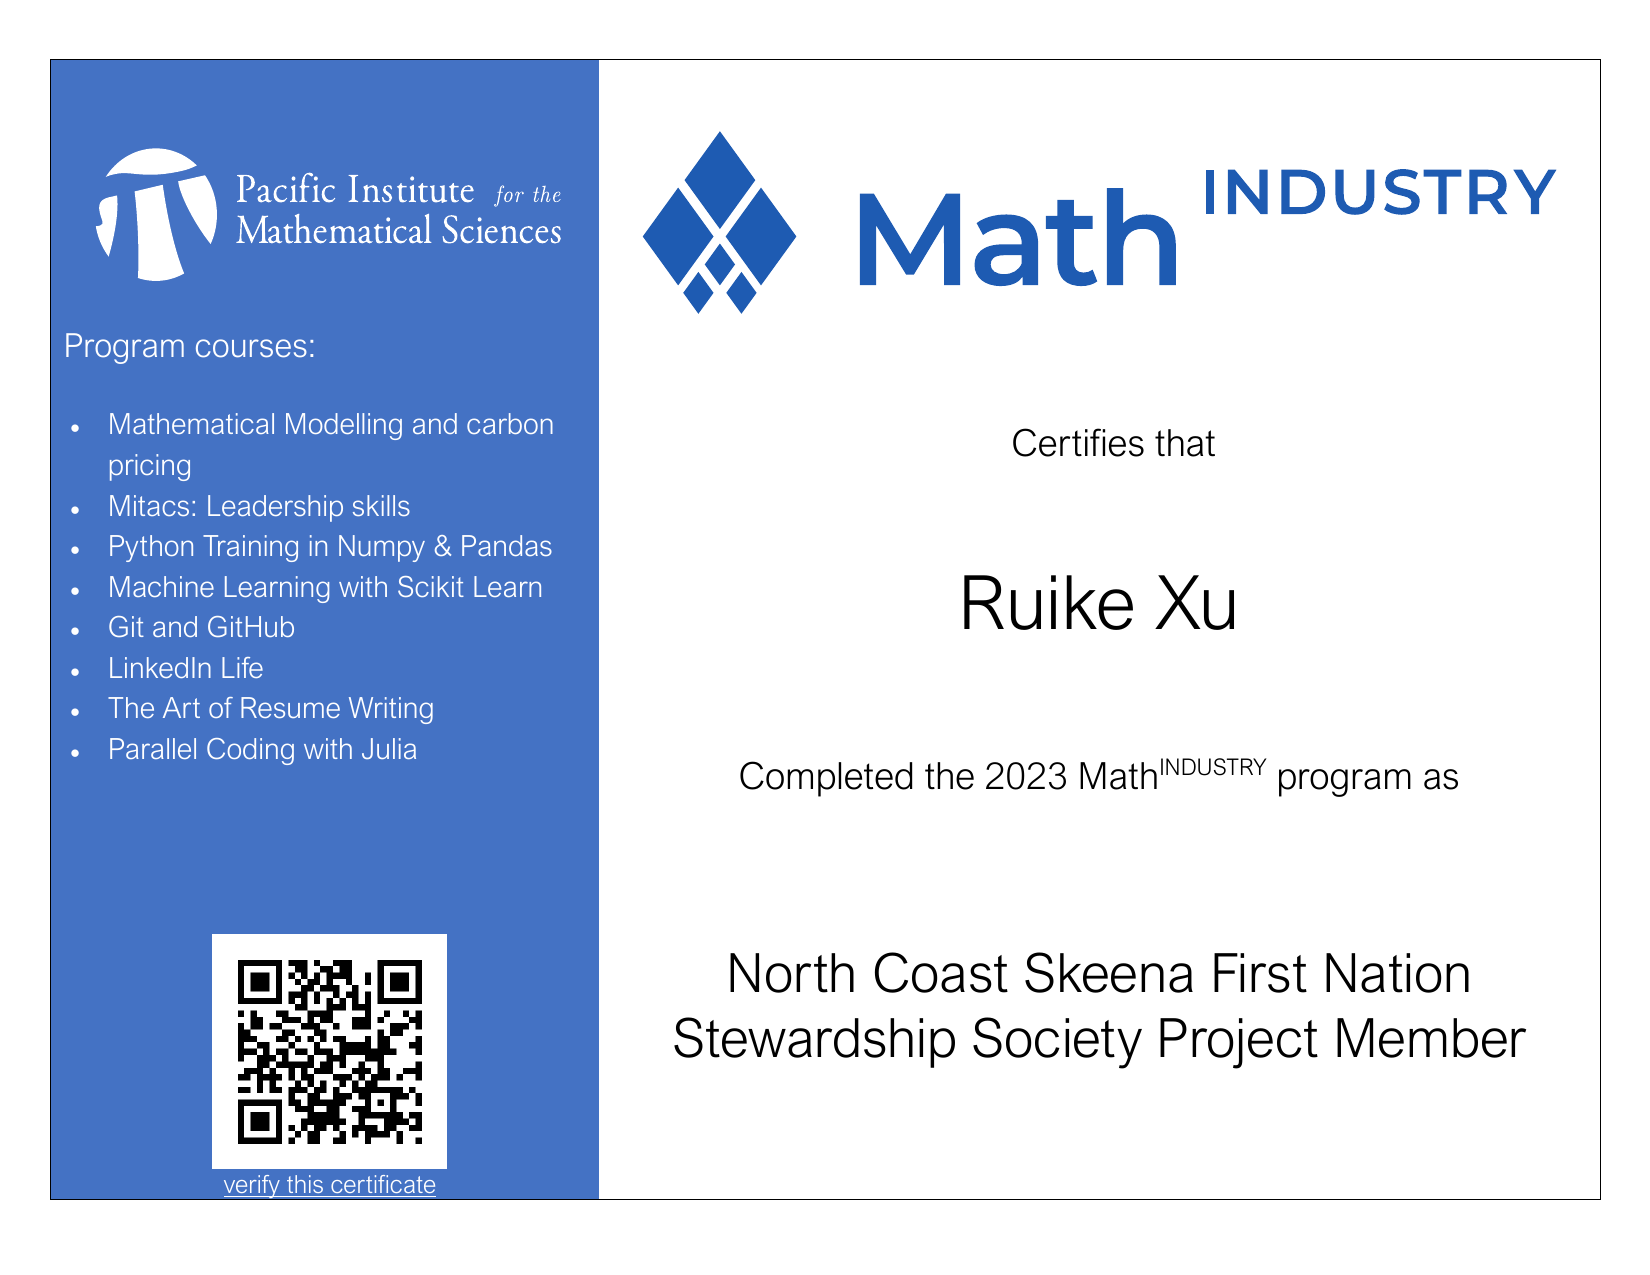 Pacific Institute for the
Mathematical Sciences
Program courses:
• Mathematical Modelling and carbon
pricing
• Mitacs: Leadership skills
• Python Training in Numpy & Pandas
• Machine Learning with Scikit Learn
• Git and GitHub
• LinkedIn Life
• The Art of Resume Writing
• Parallel Coding with Julia
verify this certificate
Math INDUSTRY
Certifies that
Ruike Xu
Completed the 2023 MathINDUSTRY program as
North Coast Skeena First Nation
Stewardship Society Project Member